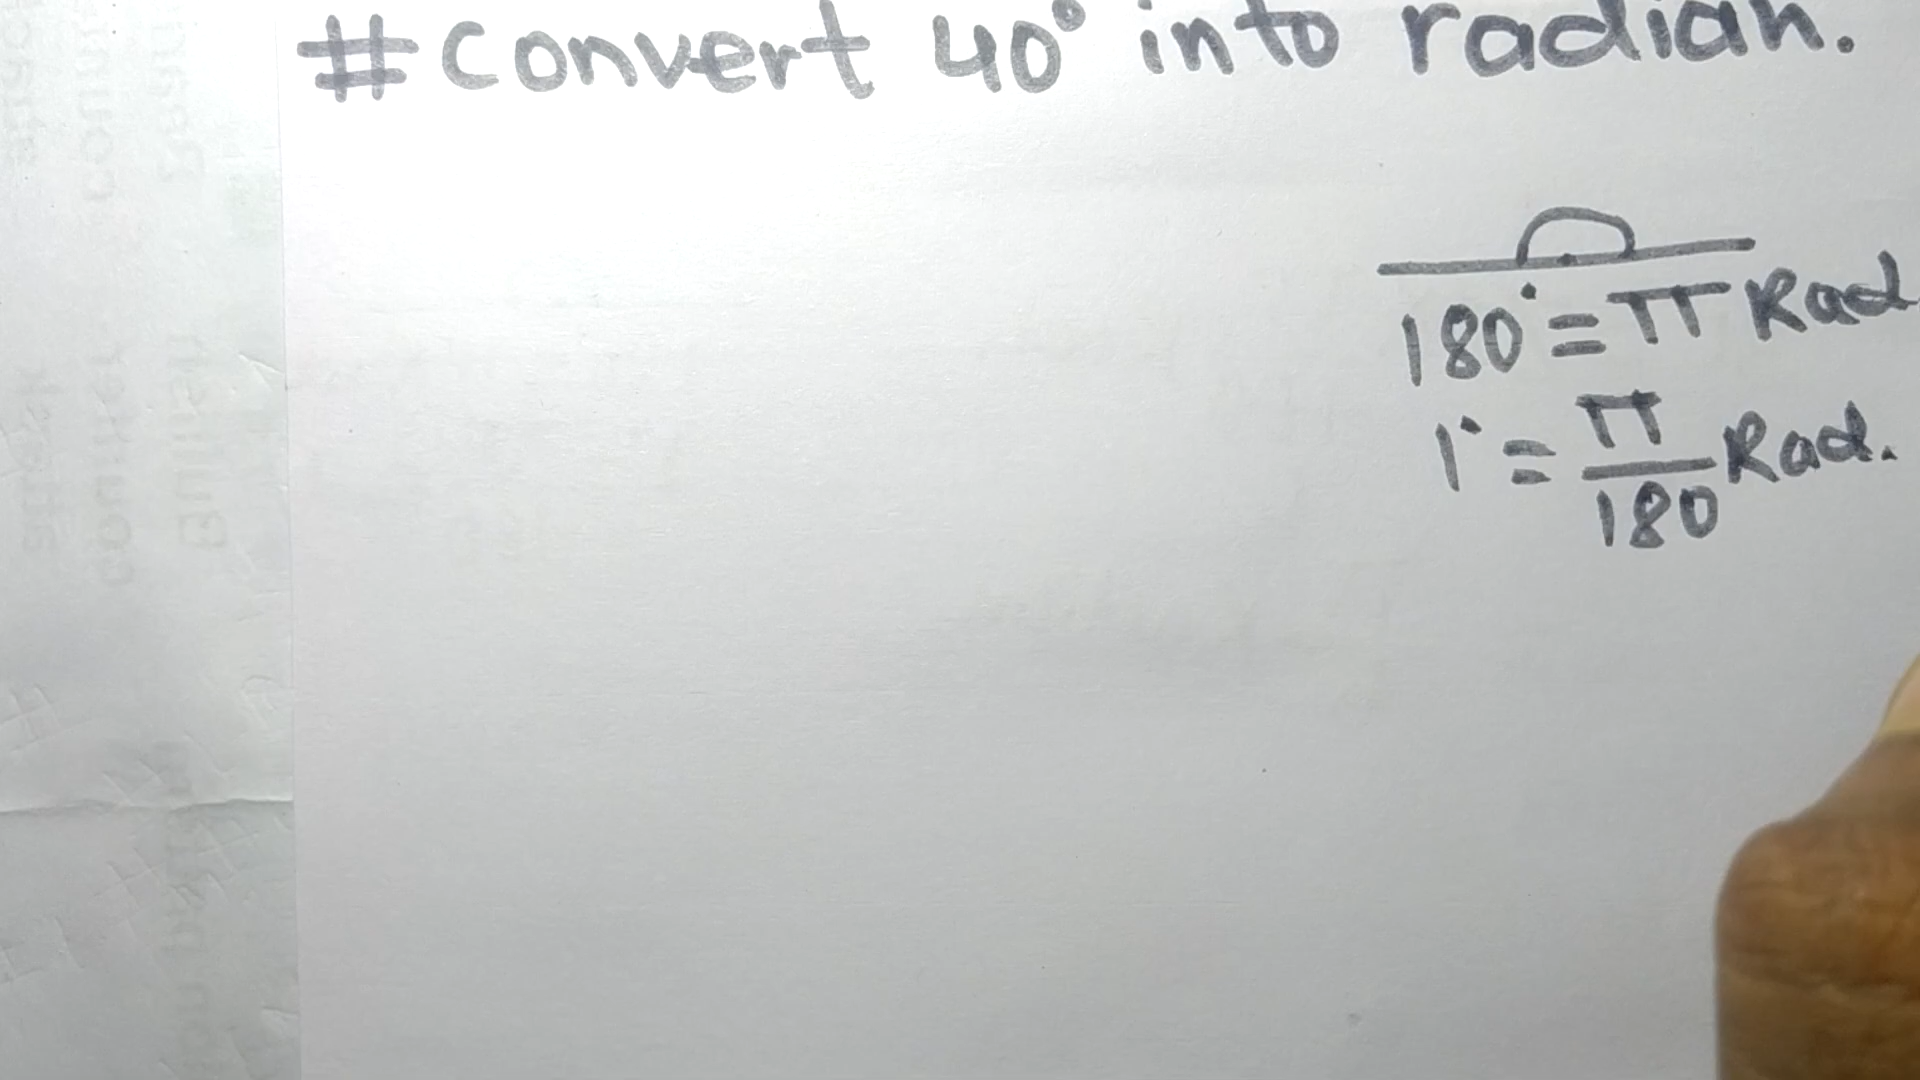 # Convert 40° into radian.
180° = π Rad
1° = π/180 Rad.